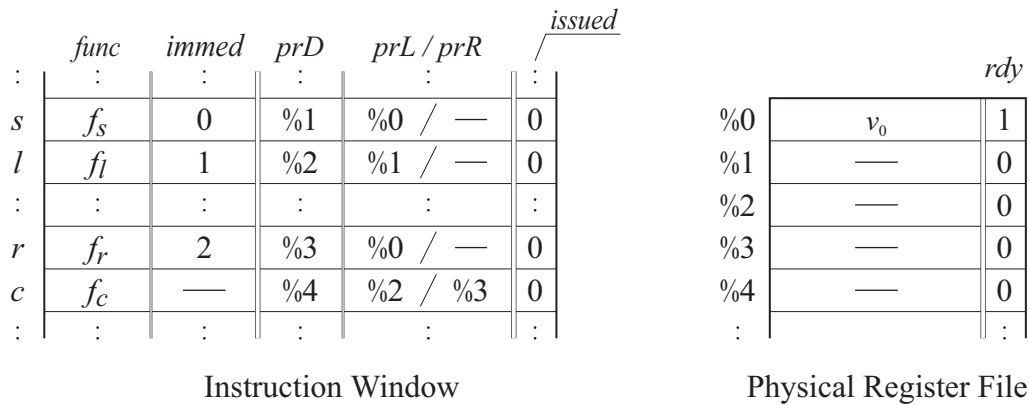 issued
func immed prD prL / prR
rdy
: : : : : :
s f_s 0 %1 %0 / — 0
%0 v_0 1
l f_l 1 %2 %1 / — 0
%1 — 0
: : : : : :
%2 — 0
r f_r 2 %3 %0 / — 0
%3 — 0
c f_c — %4 %2 / %3 0
%4 — 0
: : : : : :
: :
Instruction Window
Physical Register File